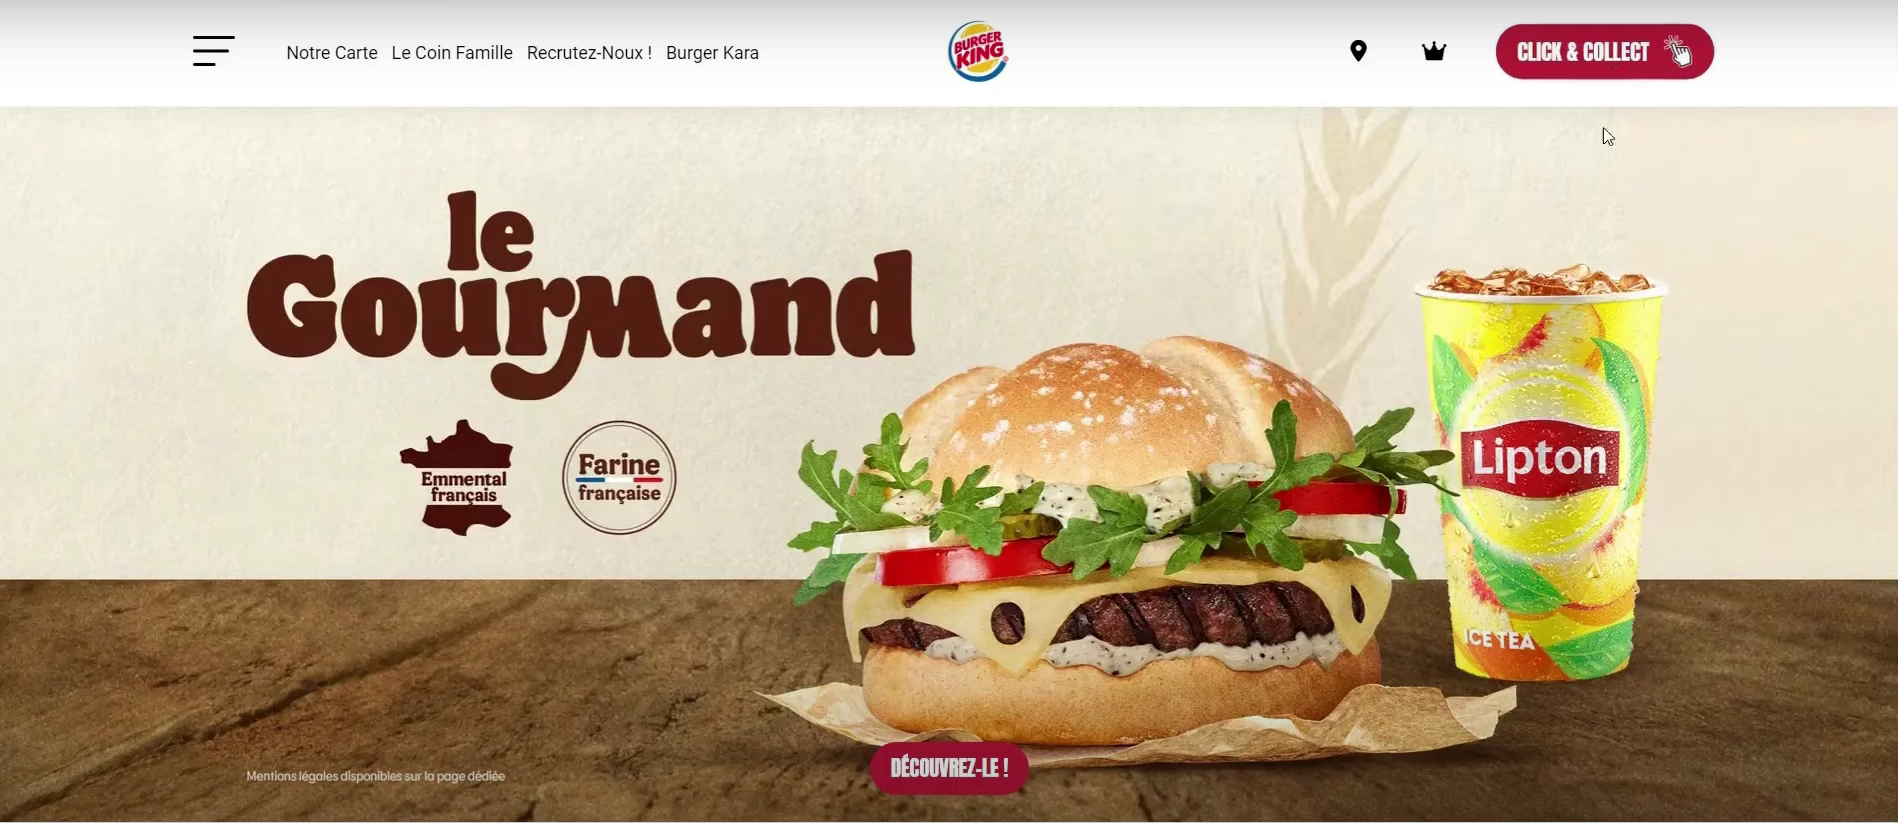 Notre Carte Le Coin Famille Recrutez-Noux ! Burger Kara
BURGER
KING
CLICK & COLLECT
le
Gourmand
Emmental
français
Farine
française
Lipton
ICE TEA
DÉCOUVREZ-LE !
Mentions légales disponibles sur la page dédiée